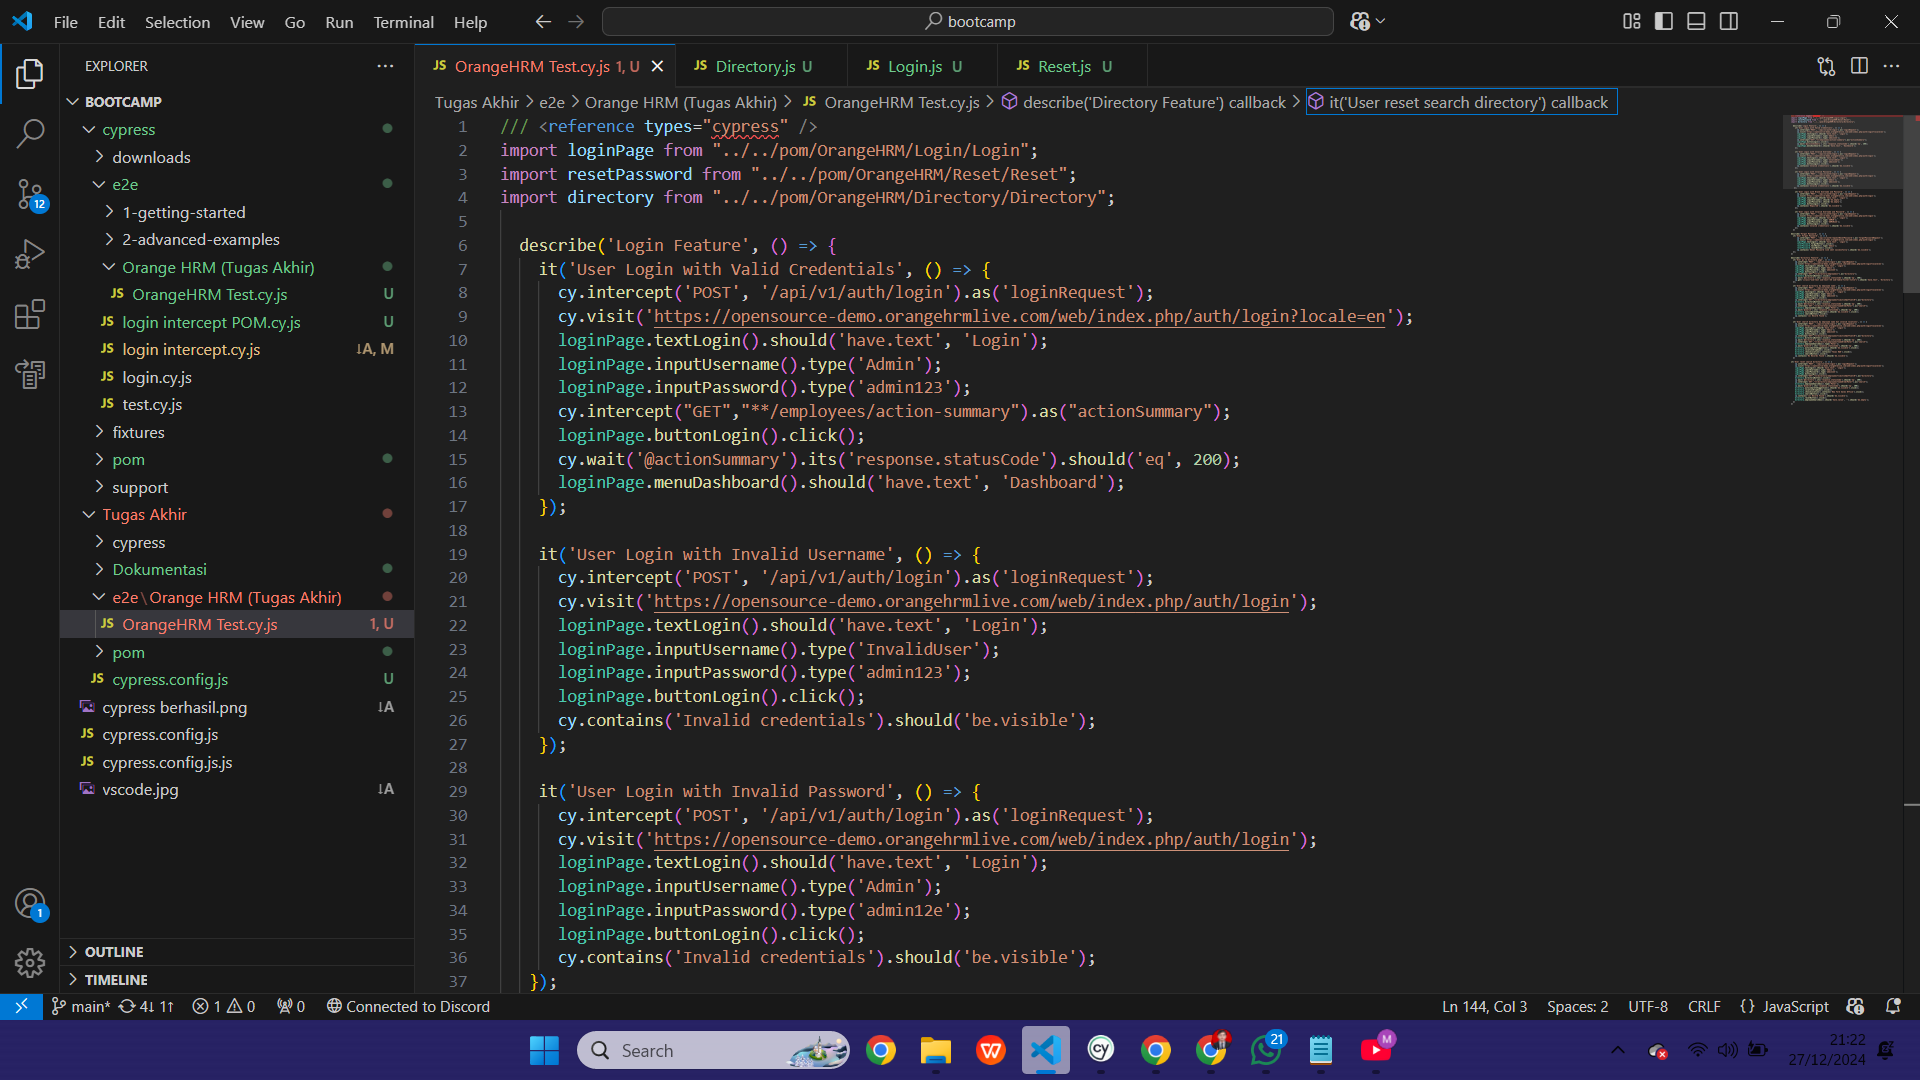 File Edit Selection View Go Run Terminal Help
bootcamp
EXPLORER
BOOTCAMP
cypress
downloads
e2e
1-getting-started
2-advanced-examples
Orange HRM (Tugas Akhir)
JS OrangeHRM Test.cy.js U
JS login intercept POM.cy.js U
JS login intercept.cy.js ↓A, M
JS login.cy.js
JS test.cy.js
fixtures
pom
support
Tugas Akhir
cypress
Dokumentasi
e2e\Orange HRM (Tugas Akhir)
JS OrangeHRM Test.cy.js 1, U
pom
JS cypress.config.js U
cypress berhasil.png ↓A
JS cypress.config.js
JS cypress.config.js.js
vscode.jpg ↓A
OUTLINE
TIMELINE
12
1
JS OrangeHRM Test.cy.js 1, U JS Directory.js U JS Login.js U JS Reset.js U
Tugas Akhir > e2e > Orange HRM (Tugas Akhir) > JS OrangeHRM Test.cy.js > describe('Directory Feature') callback > it('User reset search directory') callback
1 /// <reference types="cypress" />
2 import loginPage from "../../pom/OrangeHRM/Login/Login";
3 import resetPassword from "../../pom/OrangeHRM/Reset/Reset";
4 import directory from "../../pom/OrangeHRM/Directory/Directory";
5
6 describe('Login Feature', () => {
7 it('User Login with Valid Credentials', () => {
8 cy.intercept('POST', '/api/v1/auth/login').as('loginRequest');
9 cy.visit('https://opensource-demo.orangehrmlive.com/web/index.php/auth/login?locale=en');
10 loginPage.textLogin().should('have.text', 'Login');
11 loginPage.inputUsername().type('Admin');
12 loginPage.inputPassword().type('admin123');
13 cy.intercept("GET","**/employees/action-summary").as("actionSummary");
14 loginPage.buttonLogin().click();
15 cy.wait('@actionSummary').its('response.statusCode').should('eq', 200);
16 loginPage.menuDashboard().should('have.text', 'Dashboard');
17 });
18
19 it('User Login with Invalid Username', () => {
20 cy.intercept('POST', '/api/v1/auth/login').as('loginRequest');
21 cy.visit('https://opensource-demo.orangehrmlive.com/web/index.php/auth/login');
22 loginPage.textLogin().should('have.text', 'Login');
23 loginPage.inputUsername().type('InvalidUser');
24 loginPage.inputPassword().type('admin123');
25 loginPage.buttonLogin().click();
26 cy.contains('Invalid credentials').should('be.visible');
27 });
28
29 it('User Login with Invalid Password', () => {
30 cy.intercept('POST', '/api/v1/auth/login').as('loginRequest');
31 cy.visit('https://opensource-demo.orangehrmlive.com/web/index.php/auth/login');
32 loginPage.textLogin().should('have.text', 'Login');
33 loginPage.inputUsername().type('Admin');
34 loginPage.inputPassword().type('admin12e');
35 loginPage.buttonLogin().click();
36 cy.contains('Invalid credentials').should('be.visible');
37 });
main* 4↓ 1↑ 1 0 0 Connected to Discord
Ln 144, Col 3 Spaces: 2 UTF-8 CRLF {} JavaScript
Search
cy
21
M
21:22
27/12/2024